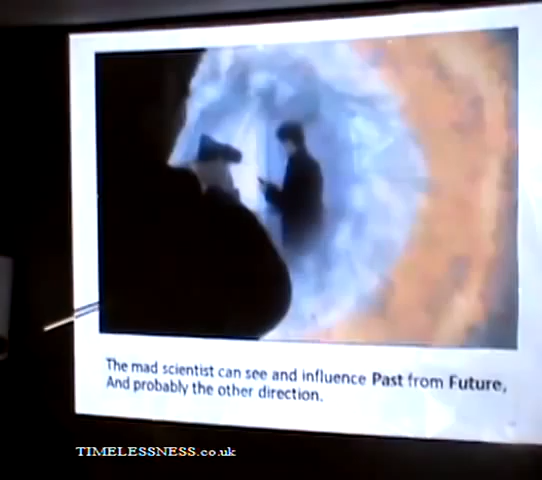 The mad scientist can see and influence Past from Future,
And probably the other direction.
TIMELESSNESS.co.uk